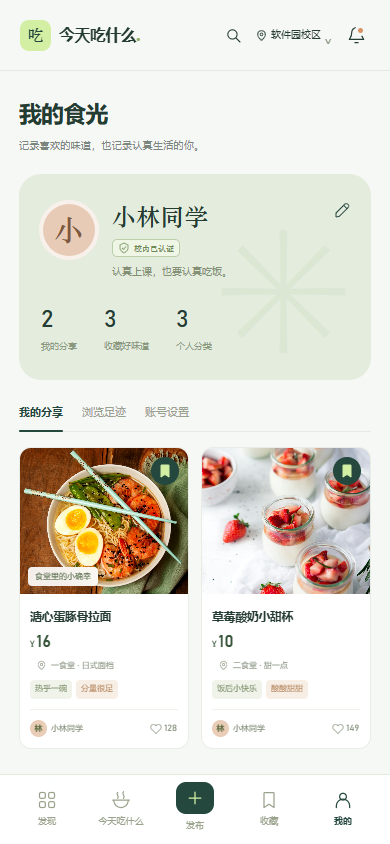 吃 今天吃什么.
软件园校区
我的食光
记录喜欢的味道，也记录认真生活的你。
小
小林同学
校内已认证
认真上课，也要认真吃饭。
2 3 3
我的分享 收藏好味道 个人分类
我的分享 浏览足迹 账号设置
食堂里的小确幸
溏心蛋豚骨拉面
¥16
一食堂 · 日式面档
热乎一碗 分量很足
林 小林同学 128
草莓酸奶小甜杯
¥10
二食堂 · 甜一点
饭后小快乐 酸酸甜甜
林 小林同学 149
发现 今天吃什么 发布 收藏 我的